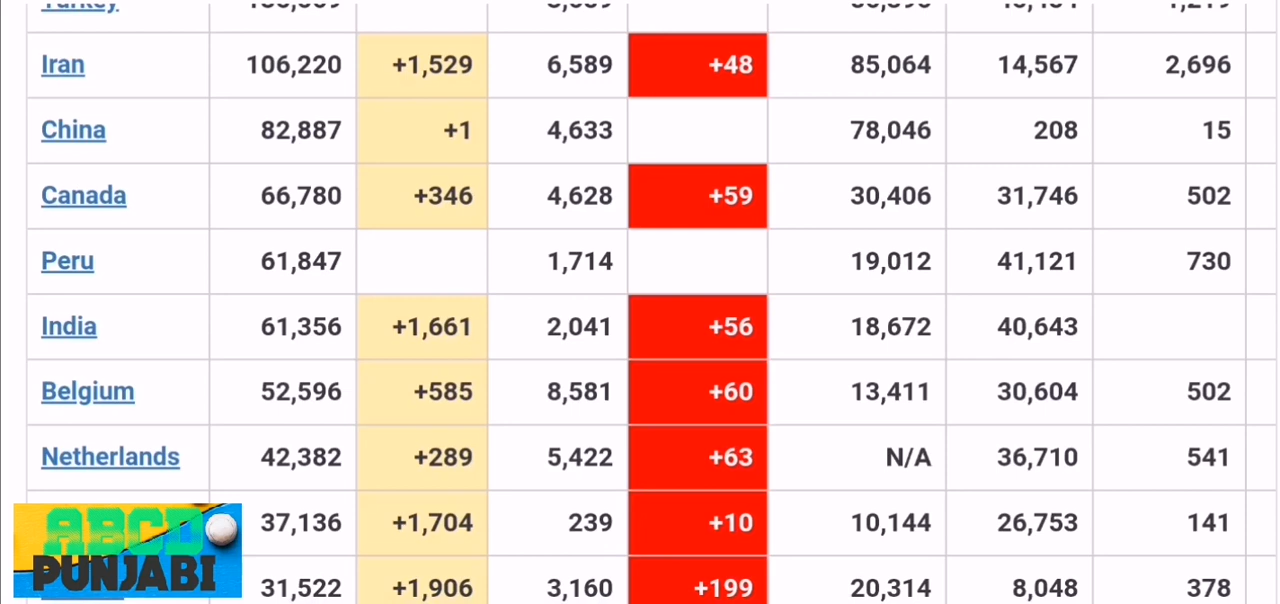 Turkey
Iran 106,220 +1,529 6,589 +48 85,064 14,567 2,696
China 82,887 +1 4,633 78,046 208 15
Canada 66,780 +346 4,628 +59 30,406 31,746 502
Peru 61,847 1,714 19,012 41,121 730
India 61,356 +1,661 2,041 +56 18,672 40,643
Belgium 52,596 +585 8,581 +60 13,411 30,604 502
Netherlands 42,382 +289 5,422 +63 N/A 36,710 541
37,136 +1,704 239 +10 10,144 26,753 141
31,522 +1,906 3,160 +199 20,314 8,048 378
ABCD
PUNJABI